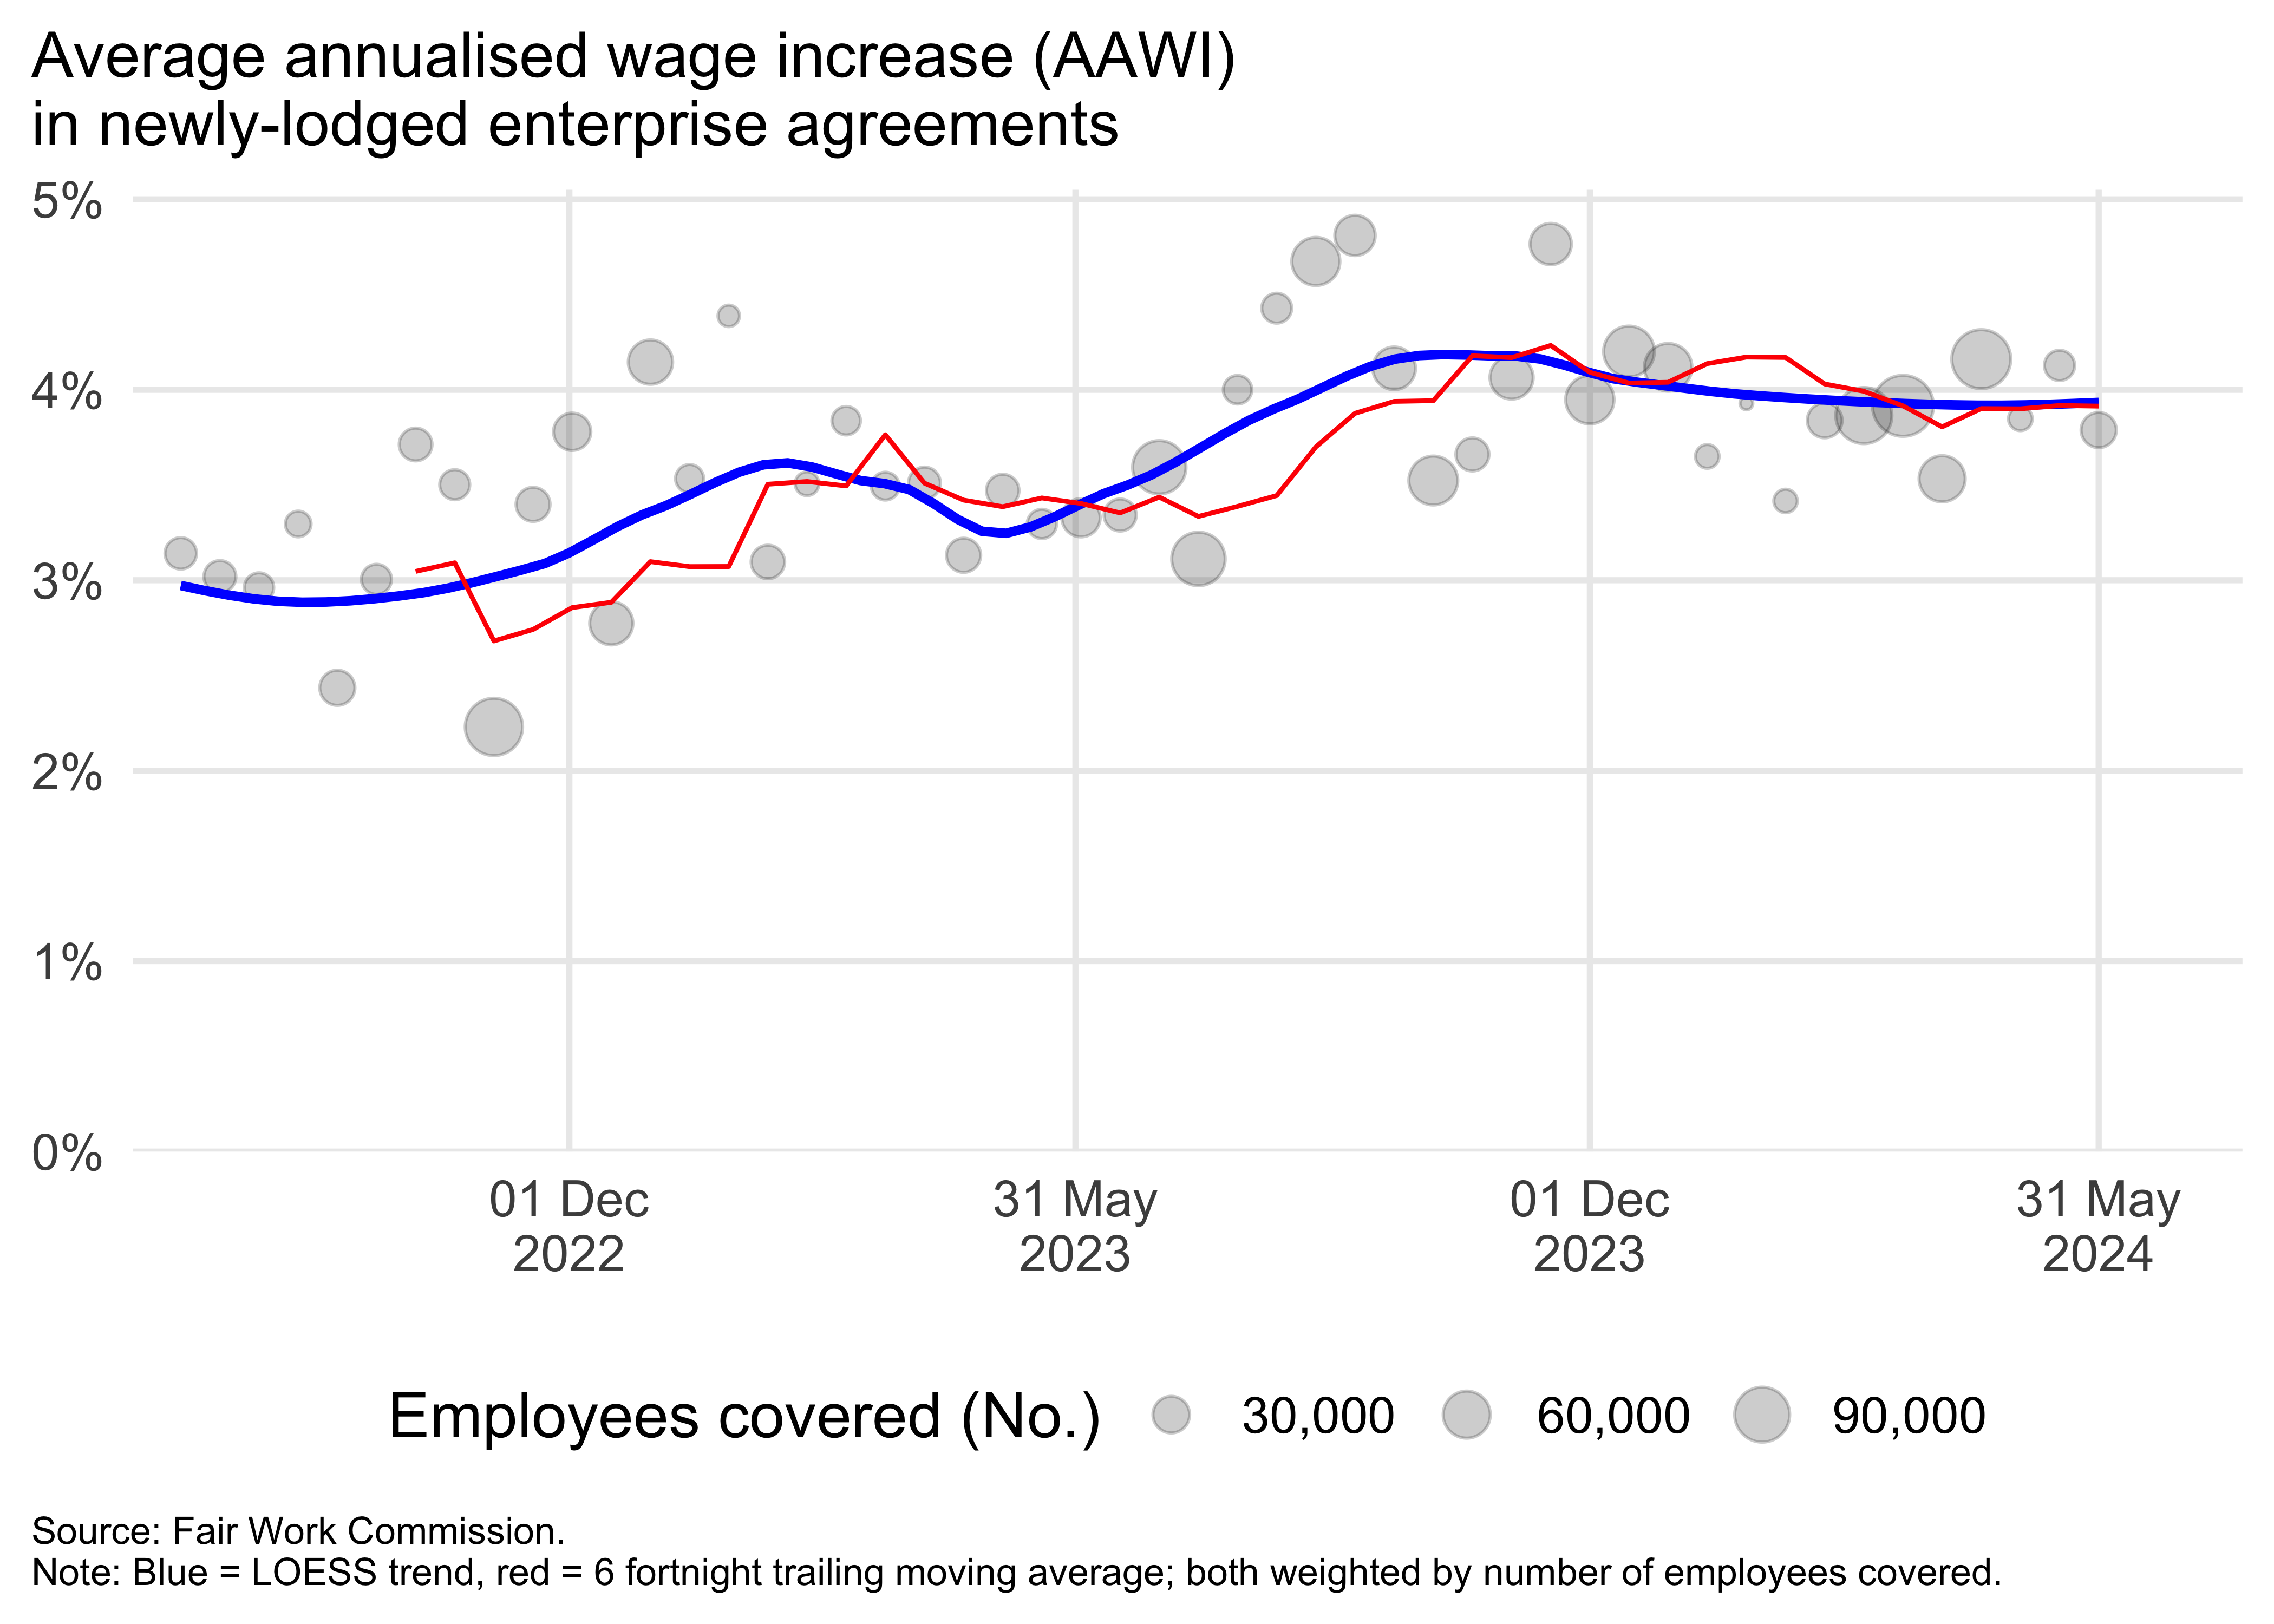 Average annualised wage increase (AAWI)
in newly-lodged enterprise agreements
5%
4%
3%
2%
1%
0%
01 Dec
2022
31 May
2023
01 Dec
2023
31 May
2024
Employees covered (No.)
30,000
60,000
90,000
Source: Fair Work Commission.
Note: Blue = LOESS trend, red = 6 fortnight trailing moving average; both weighted by number of employees covered.